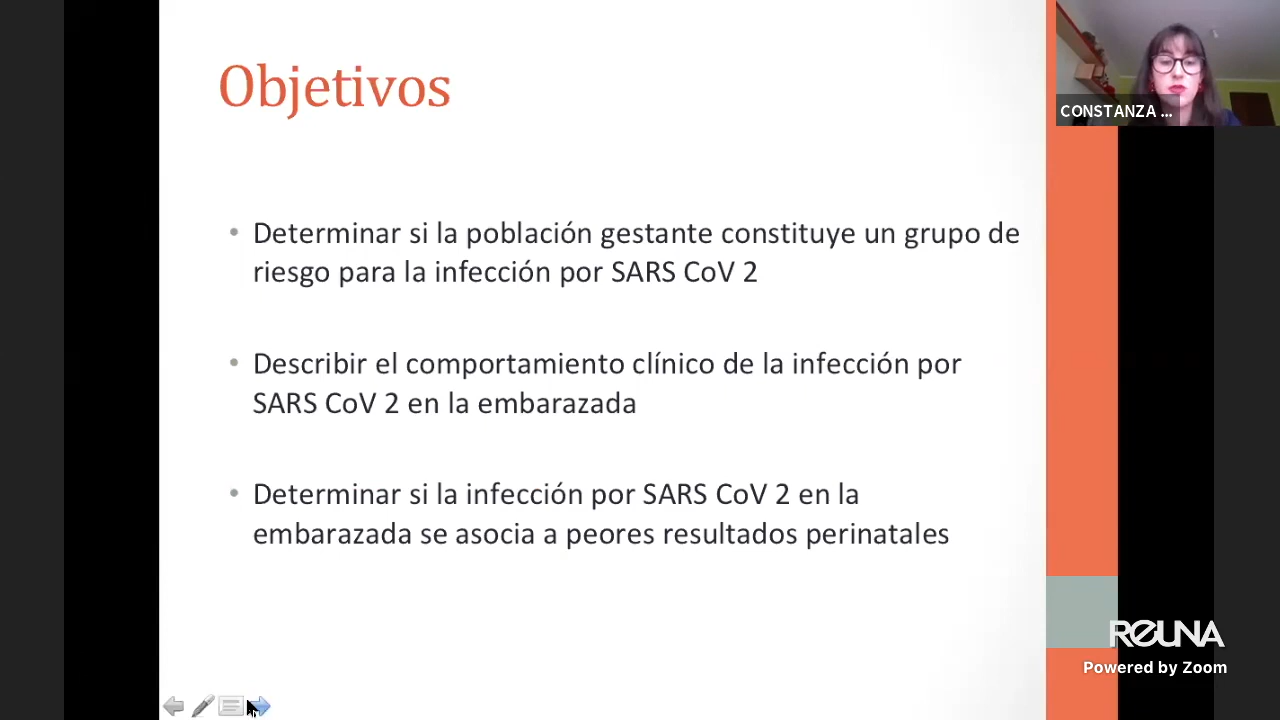 Objetivos
CONSTANZA ...
• Determinar si la población gestante constituye un grupo de
riesgo para la infección por SARS CoV 2
• Describir el comportamiento clínico de la infección por
SARS CoV 2 en la embarazada
• Determinar si la infección por SARS CoV 2 en la
embarazada se asocia a peores resultados perinatales
REUNA
Powered by Zoom